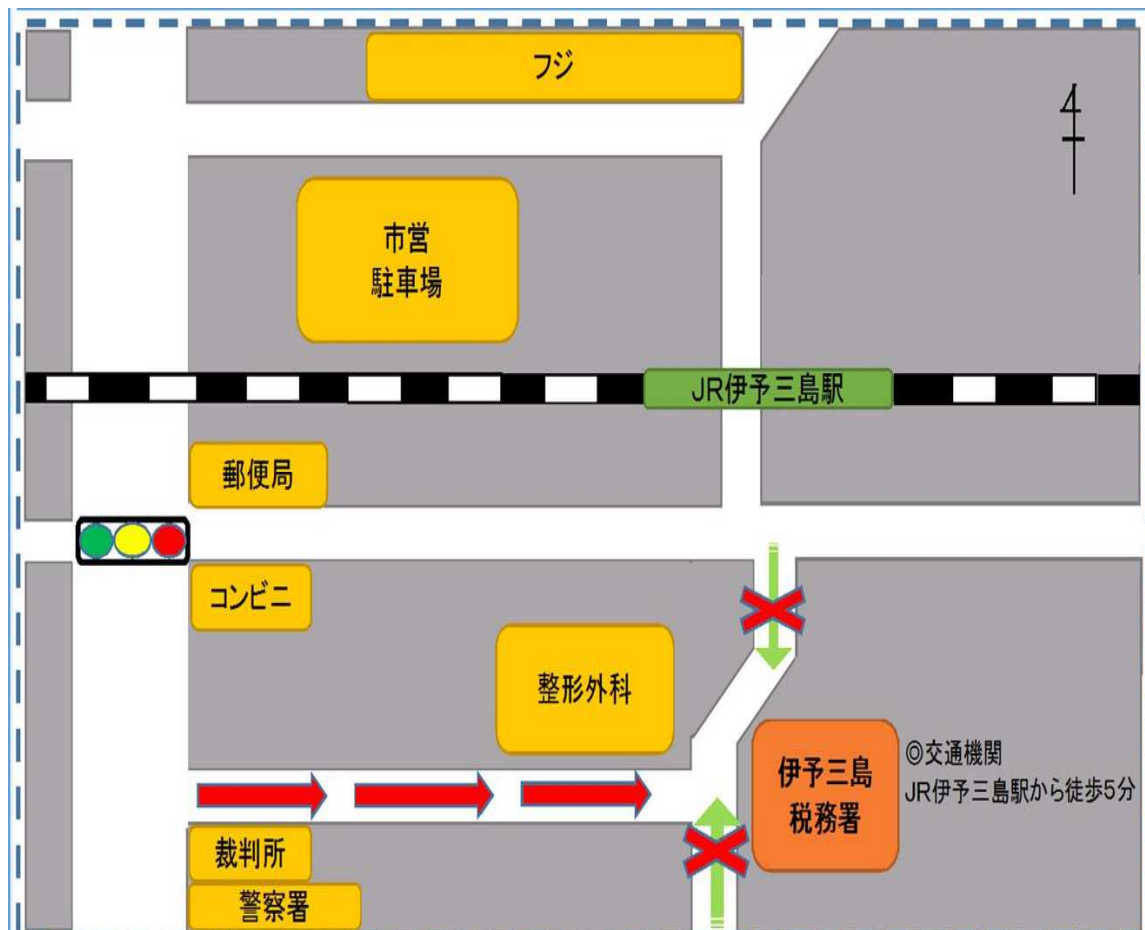 フジ
市営
駐車場
JR伊予三島駅
郵便局
コンビニ
整形外科
伊予三島
税務署
◎交通機関
JR伊予三島駅から徒歩5分
裁判所
警察署